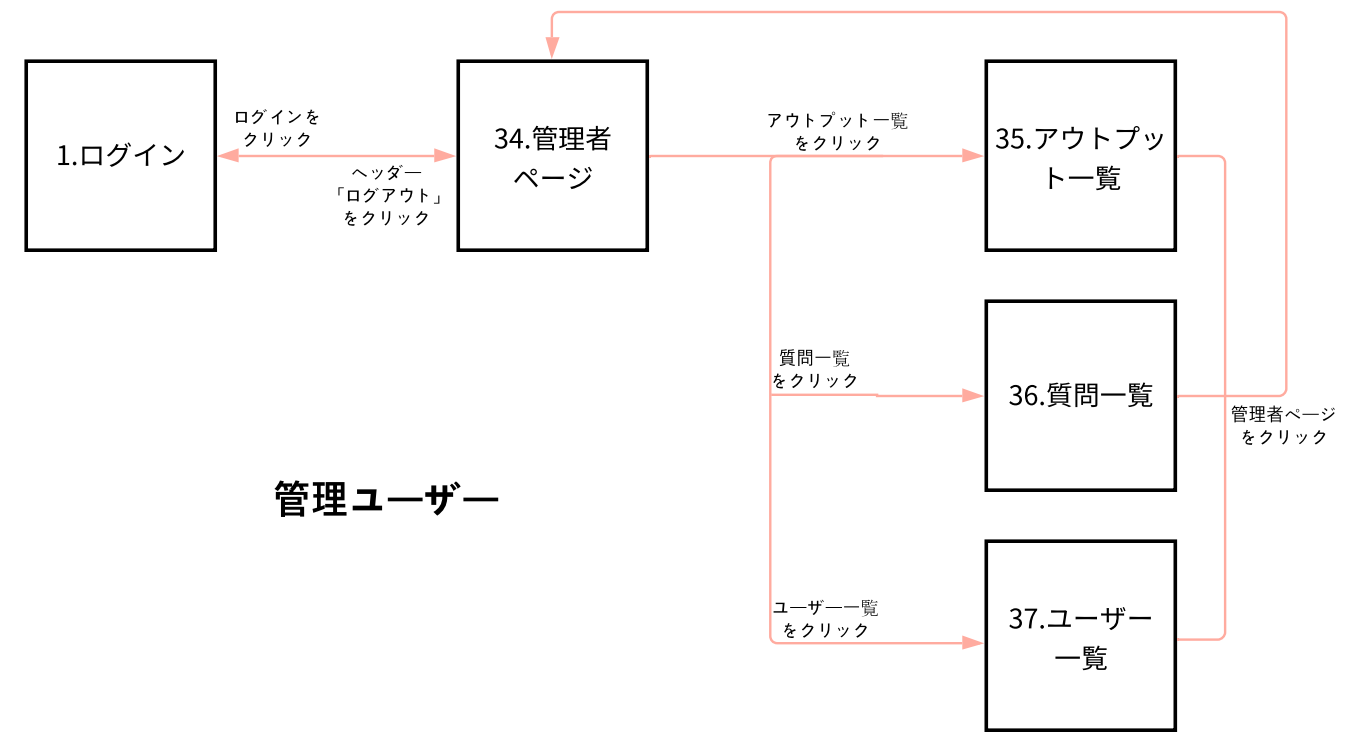 1.ログイン
ログインを
クリック
ヘッダー
「ログアウト」
をクリック
34.管理者
ページ
アウトプット一覧
をクリック
35.アウトプッ
ト一覧
質問一覧
をクリック
36.質問一覧
管理者ページ
をクリック
管理ユーザー
ユーザー一覧
をクリック
37.ユーザー
一覧